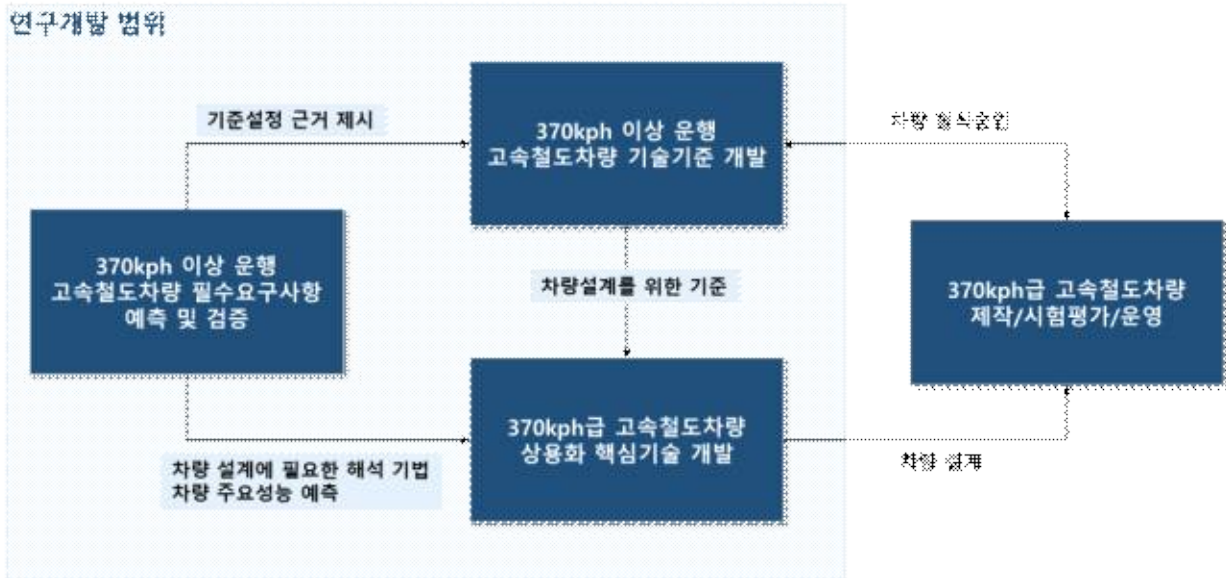 연구개발 범위
기준설정 근거 제시
370kph 이상 운행
고속철도차량 기술기준 개발
차량 형식승인
370kph 이상 운행
고속철도차량 필수요구사항
예측 및 검증
차량설계를 위한 기준
370kph급 고속철도차량
제작/시험평가/운영
370kph급 고속철도차량
상용화 핵심기술 개발
차량 설계에 필요한 해석 기법
차량 주요성능 예측
차량 설계